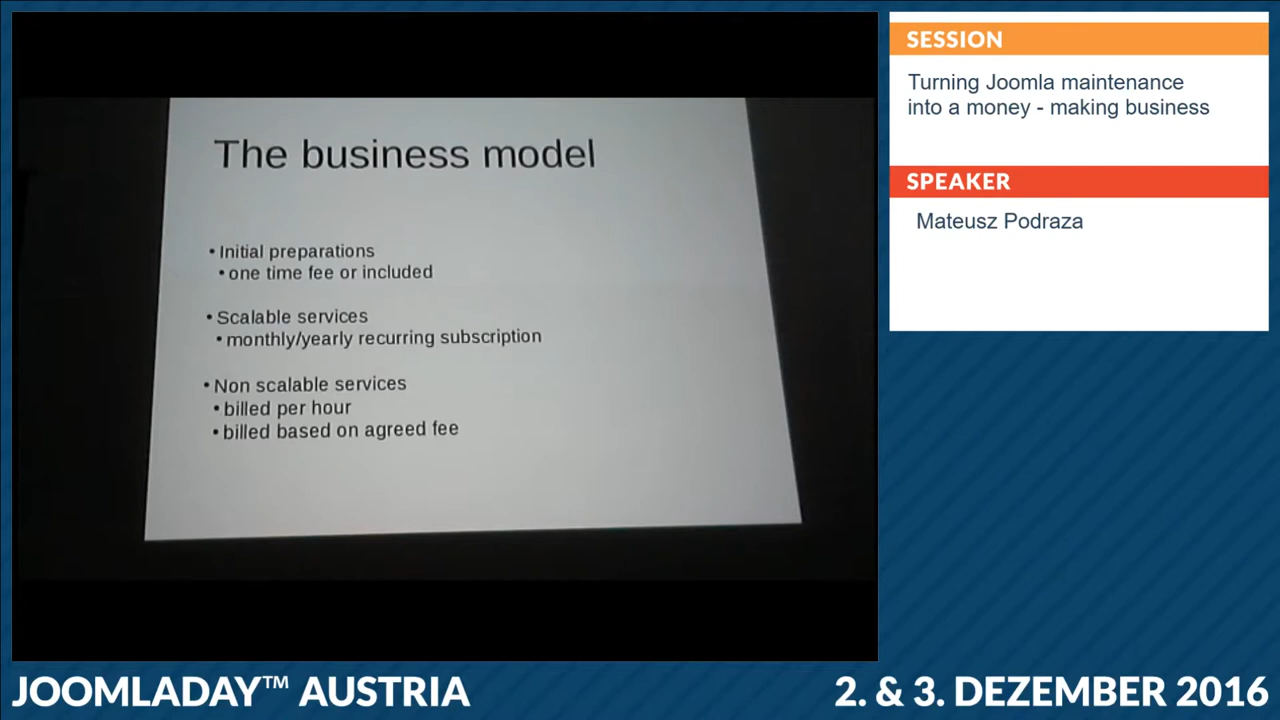 The business model
• Initial preparations
• one time fee or included
• Scalable services
• monthly/yearly recurring subscription
• Non scalable services
• billed per hour
• billed based on agreed fee
SESSION
Turning Joomla maintenance
into a money - making business
SPEAKER
Mateusz Podraza
JOOMLADAY™ AUSTRIA
2. & 3. DEZEMBER 2016